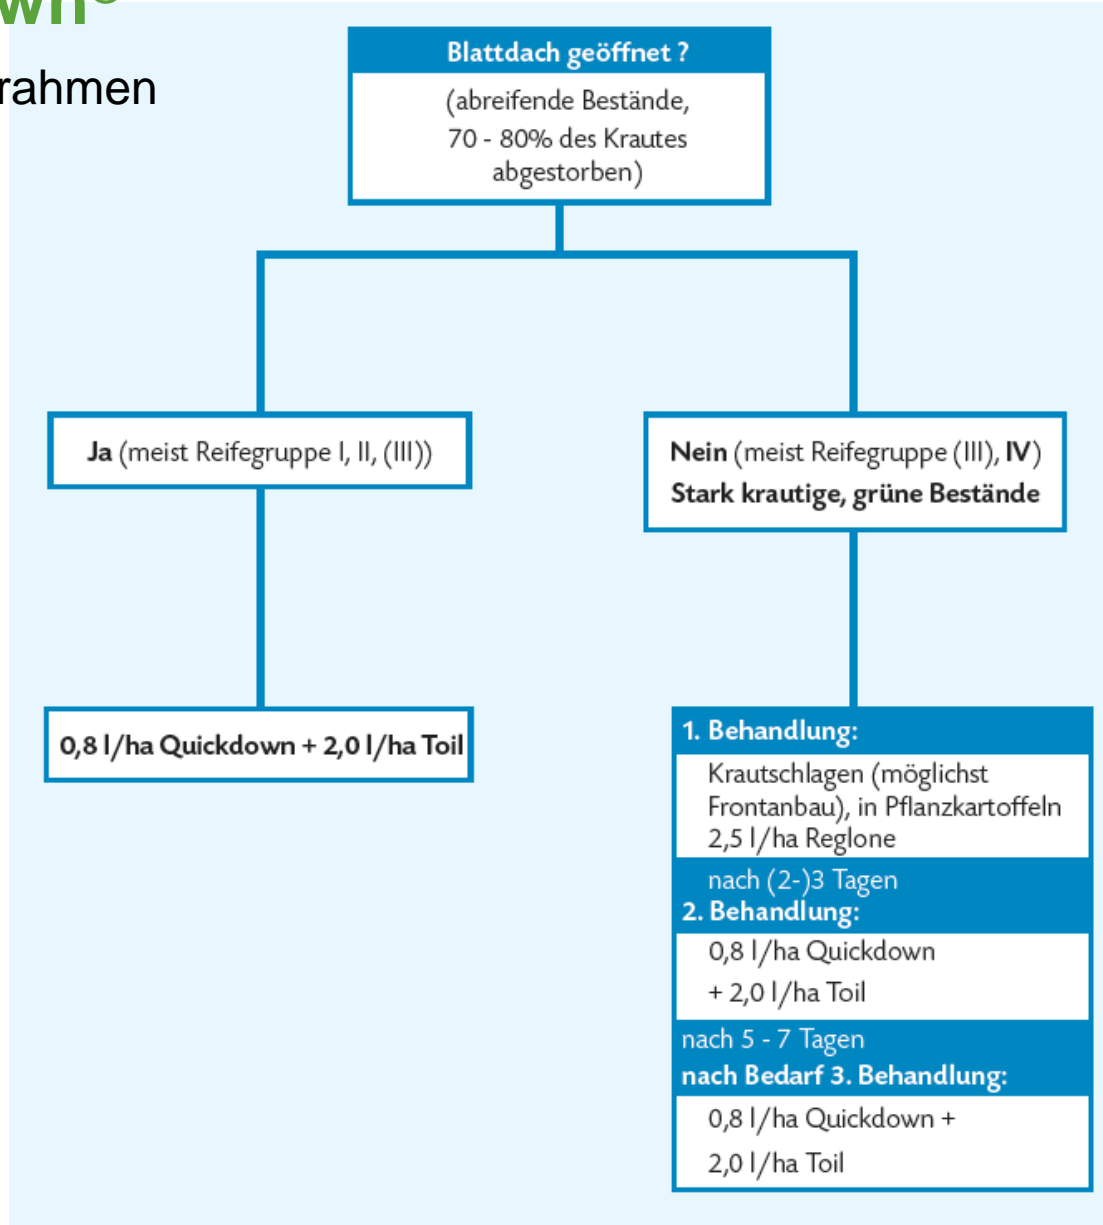 wn®
rahmen
Blattdach geöffnet ?
(abreifende Bestände,
70 - 80% des Krautes
abgestorben)
Ja (meist Reifegruppe I, II, (III))
Nein (meist Reifegruppe (III), IV)
Stark krautige, grüne Bestände
0,8 l/ha Quickdown + 2,0 l/ha Toil
1. Behandlung:
Krautschlagen (möglichst
Frontanbau), in Pflanzkartoffeln
2,5 l/ha Reglone
nach (2-)3 Tagen
2. Behandlung:
0,8 l/ha Quickdown
+ 2,0 l/ha Toil
nach 5 - 7 Tagen
nach Bedarf 3. Behandlung:
0,8 l/ha Quickdown +
2,0 l/ha Toil